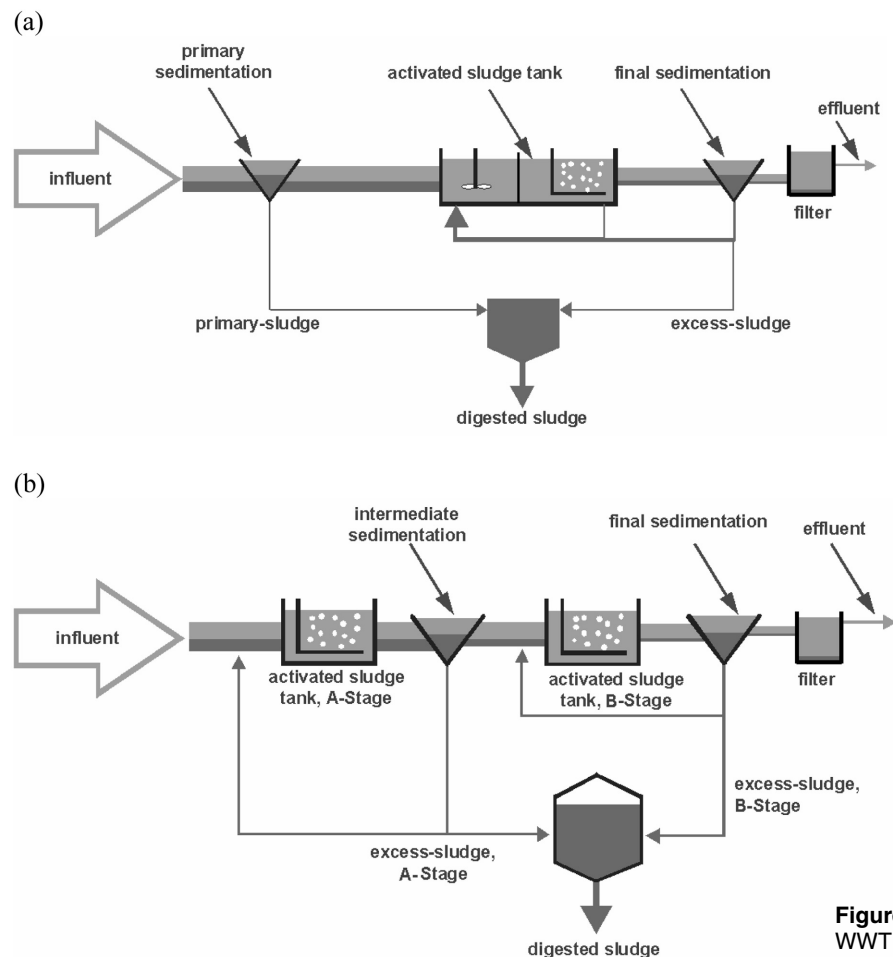 (a)
primary
sedimentation
activated sludge tank
final sedimentation
effluent
influent
filter
primary-sludge
excess-sludge
digested sludge
(b)
intermediate
sedimentation
final sedimentation
effluent
influent
activated sludge
tank, A-Stage
activated sludge
tank, B-Stage
filter
excess-sludge,
B-Stage
excess-sludge,
A-Stage
digested sludge
Figure
WWT